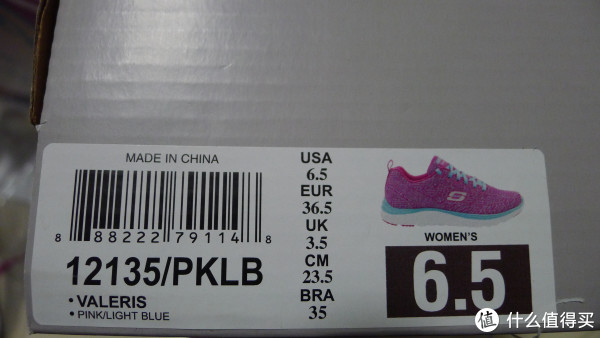 MADE IN CHINA
8 88222 79114 8
12135/PKLB
• VALERIS
• PINK/LIGHT BLUE
USA
6.5
EUR
36.5
UK
3.5
CM
23.5
BRA
35
WOMEN'S
6.5
值 什么值得买